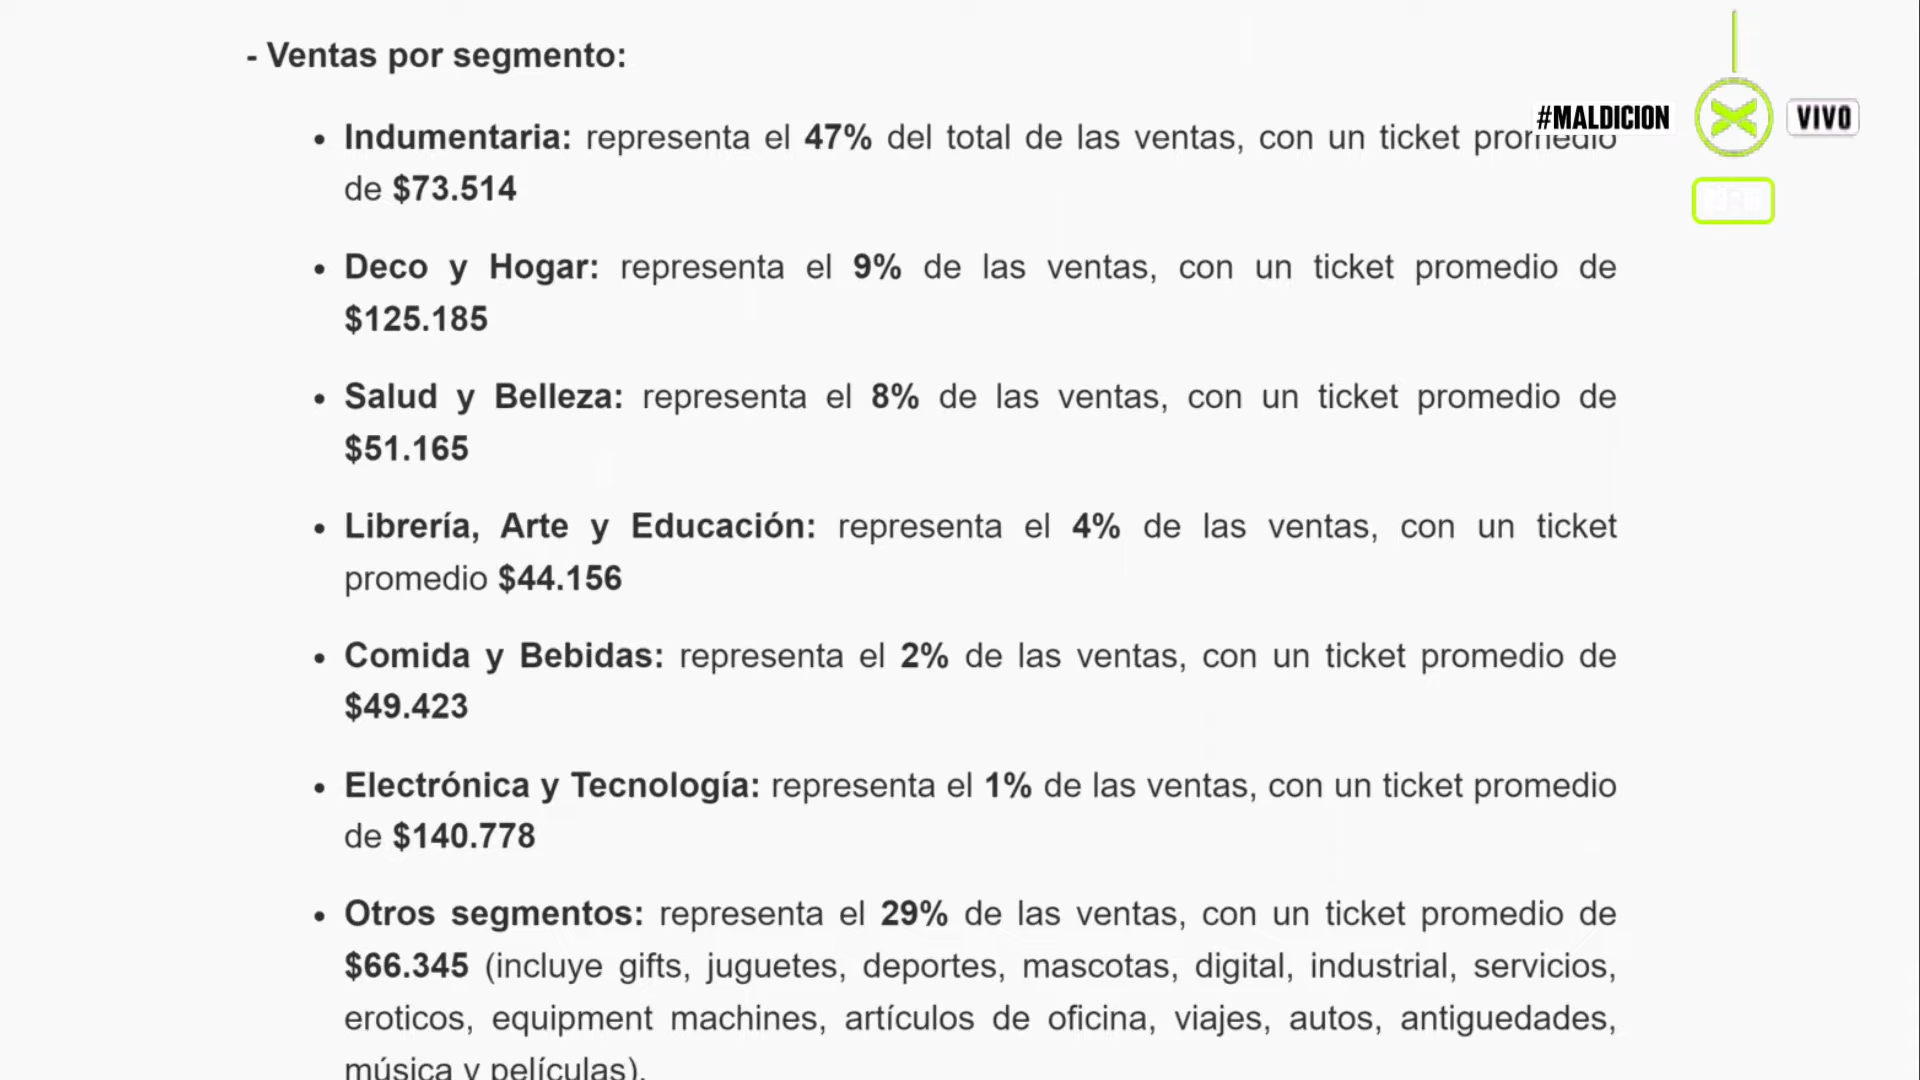 - Ventas por segmento:
#MALDICION
VIVO
• Indumentaria: representa el 47% del total de las ventas, con un ticket promedio
de $73.514
• Deco y Hogar: representa el 9% de las ventas, con un ticket promedio de
$125.185
• Salud y Belleza: representa el 8% de las ventas, con un ticket promedio de
$51.165
• Librería, Arte y Educación: representa el 4% de las ventas, con un ticket
promedio $44.156
• Comida y Bebidas: representa el 2% de las ventas, con un ticket promedio de
$49.423
• Electrónica y Tecnología: representa el 1% de las ventas, con un ticket promedio
de $140.778
• Otros segmentos: representa el 29% de las ventas, con un ticket promedio de
$66.345 (incluye gifts, juguetes, deportes, mascotas, digital, industrial, servicios,
eroticos, equipment machines, artículos de oficina, viajes, autos, antiguedades,
música y películas).